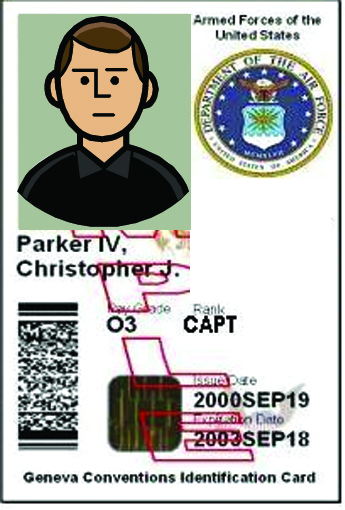 Armed Forces of the
United States
DEPARTMENT OF THE AIR FORCE
UNITED STATES OF AMERICA
Parker IV,
Christopher J.
Pay Grade Rank
O3 CAPT
Issue Date
2000SEP19
Expiration Date
2003SEP18
Geneva Conventions Identification Card